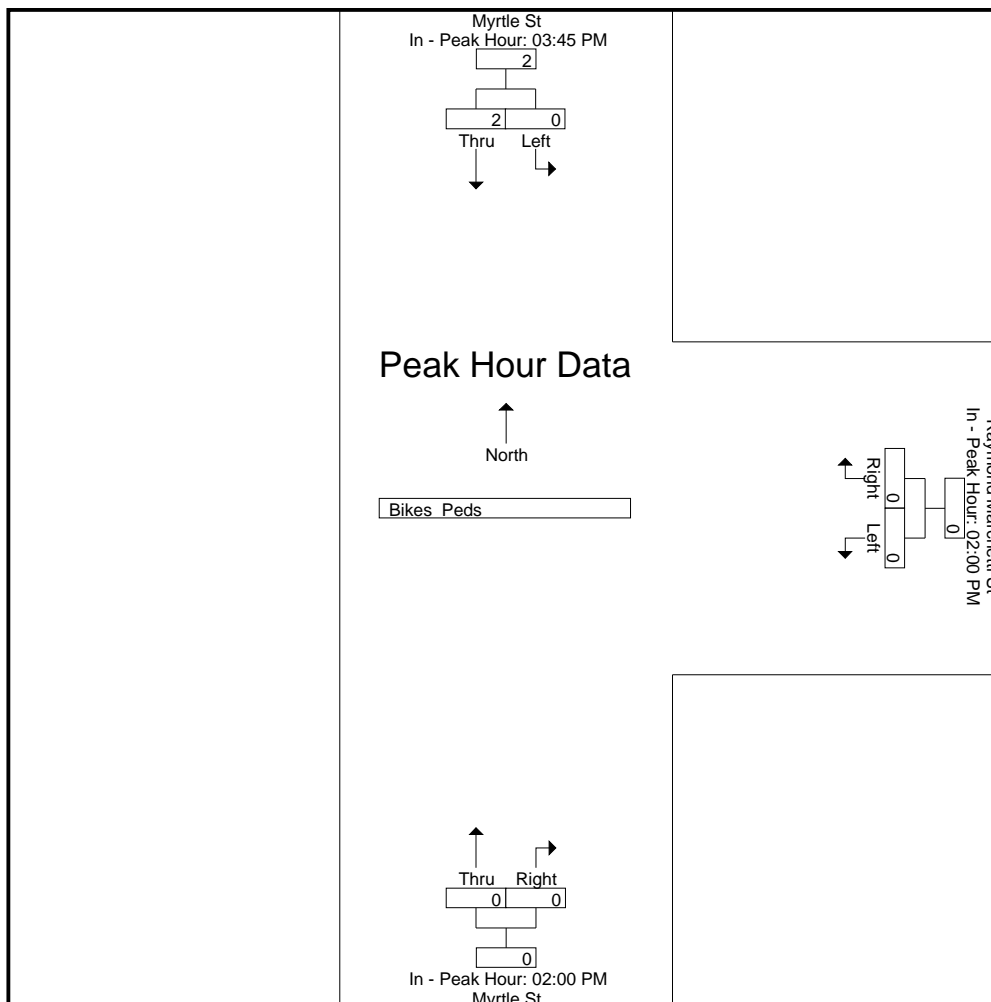 Myrtle St
In - Peak Hour: 03:45 PM
2
2 0
Thru Left
Peak Hour Data
North
Bikes Peds
Right
0
Left
0
0
In - Peak Hour: 02:00 PM
Thru Right
0 0
0
In - Peak Hour: 02:00 PM
Myrtle St